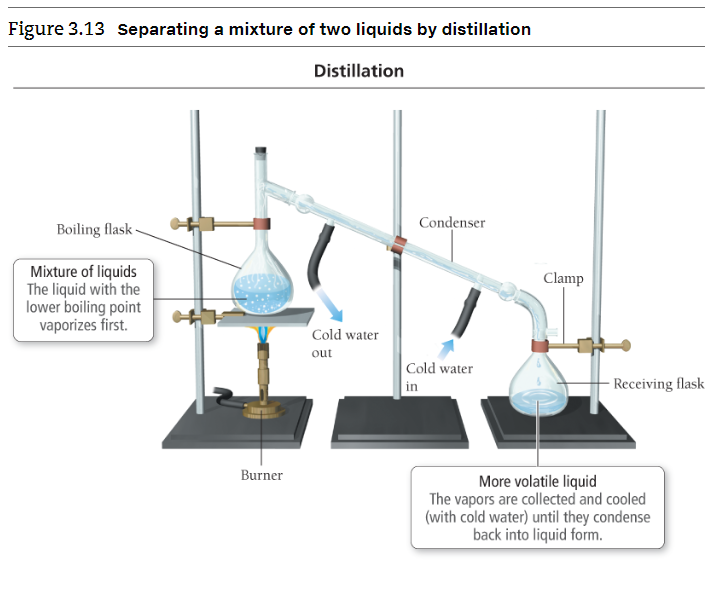 Figure 3.13 Separating a mixture of two liquids by distillation
Distillation
Boiling flask
Mixture of liquids
The liquid with the
lower boiling point
vaporizes first.
Condenser
Clamp
Cold water
out
Cold water
in
Receiving flask
Burner
More volatile liquid
The vapors are collected and cooled
(with cold water) until they condense
back into liquid form.